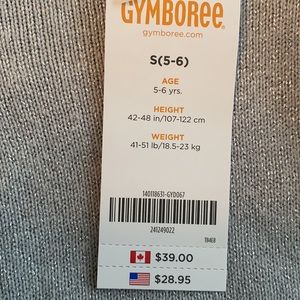 GYMBOREE
gymboree.com
S(5-6)
AGE
5-6 yrs.
HEIGHT
42-48 in/107-122 cm
WEIGHT
41-51 lb/18.5-23 kg
140118631-GYD067
241249022
$39.00
$28.95